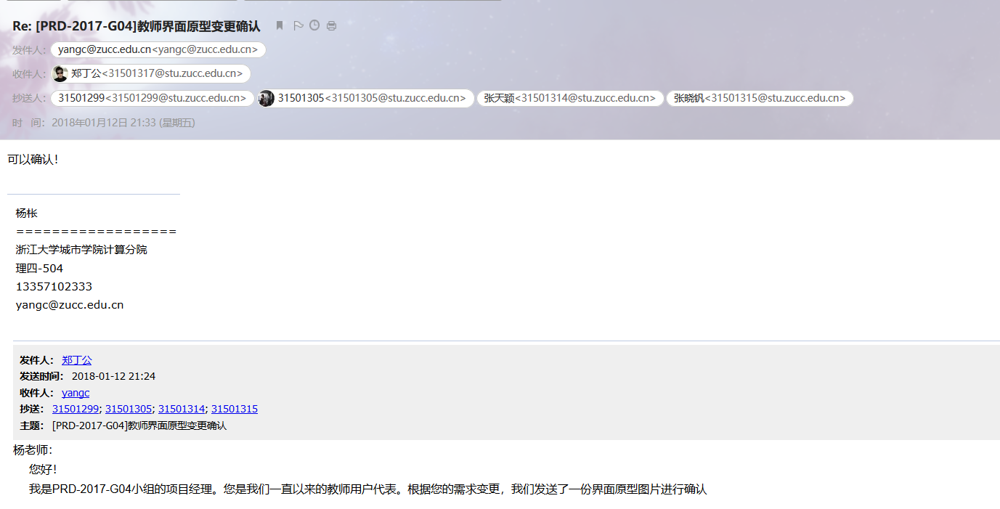 Re: [PRD-2017-G04]教师界面原型变更确认
发件人： yangc@zucc.edu.cn<yangc@zucc.edu.cn>
收件人： 郑丁公<31501317@stu.zucc.edu.cn>
抄送人： 31501299<31501299@stu.zucc.edu.cn> 31501305<31501305@stu.zucc.edu.cn> 张天颖<31501314@stu.zucc.edu.cn> 张晓钒<31501315@stu.zucc.edu.cn>
时 间： 2018年01月12日 21:33 (星期五)
可以确认！
杨枨
==================
浙江大学城市学院计算分院
理四-504
13357102333
yangc@zucc.edu.cn
发件人： 郑丁公
发送时间： 2018-01-12 21:24
收件人： yangc
抄送： 31501299; 31501305; 31501314; 31501315
主题： [PRD-2017-G04]教师界面原型变更确认
杨老师：
您好！
我是PRD-2017-G04小组的项目经理。您是我们一直以来的教师用户代表。根据您的需求变更，我们发送了一份界面原型图片进行确认